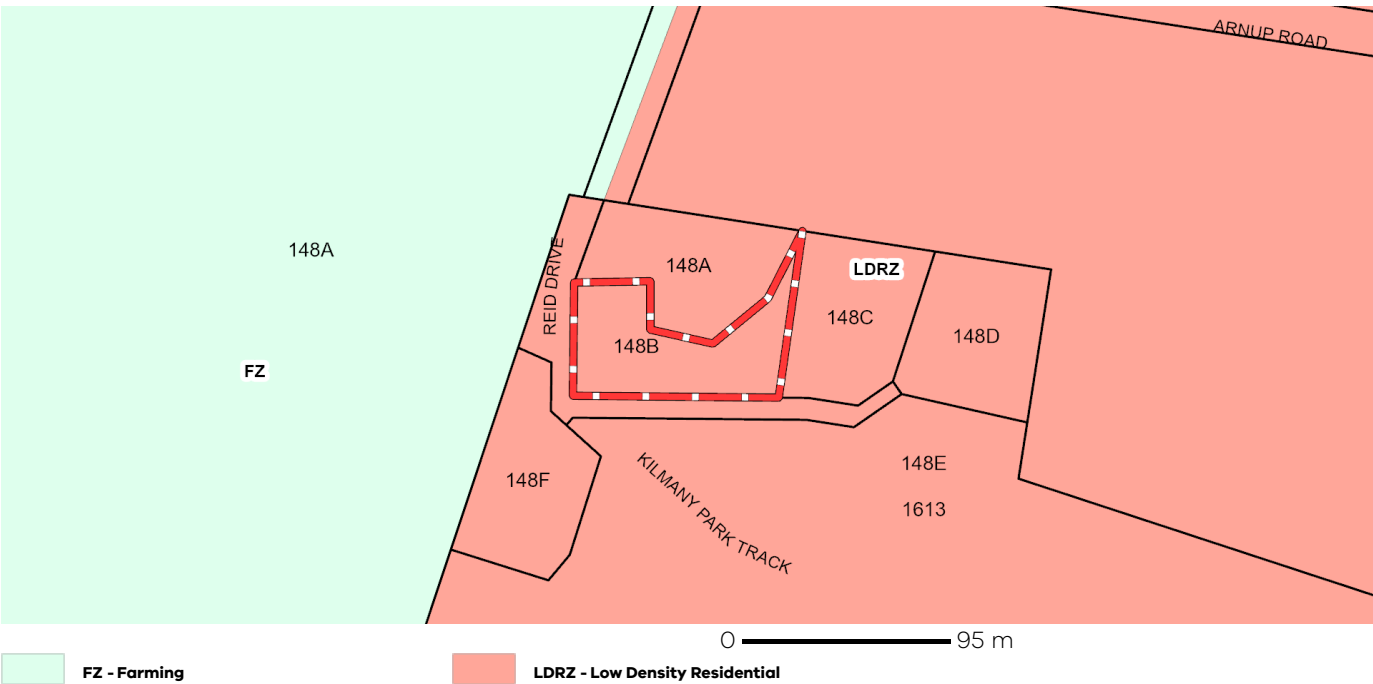 ARNUP ROAD
148A
REID DRIVE
148A
LDRZ
148C
148D
148B
FZ
148E
148F
KILMANY PARK TRACK
1613
0 95 m
FZ - Farming
LDRZ - Low Density Residential